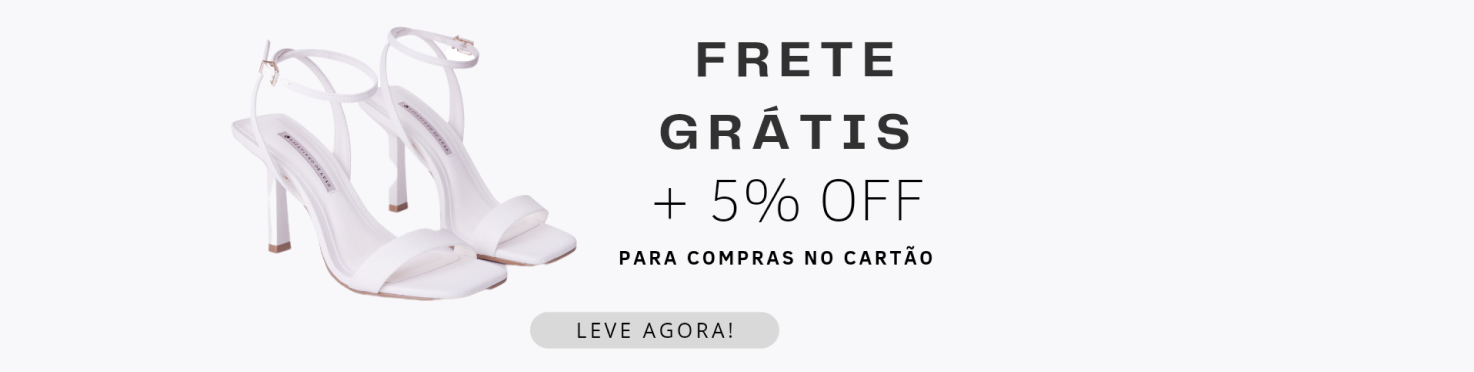 FRETE
GRÁTIS
+ 5% OFF
PARA COMPRAS NO CARTÃO
LEVE AGORA!